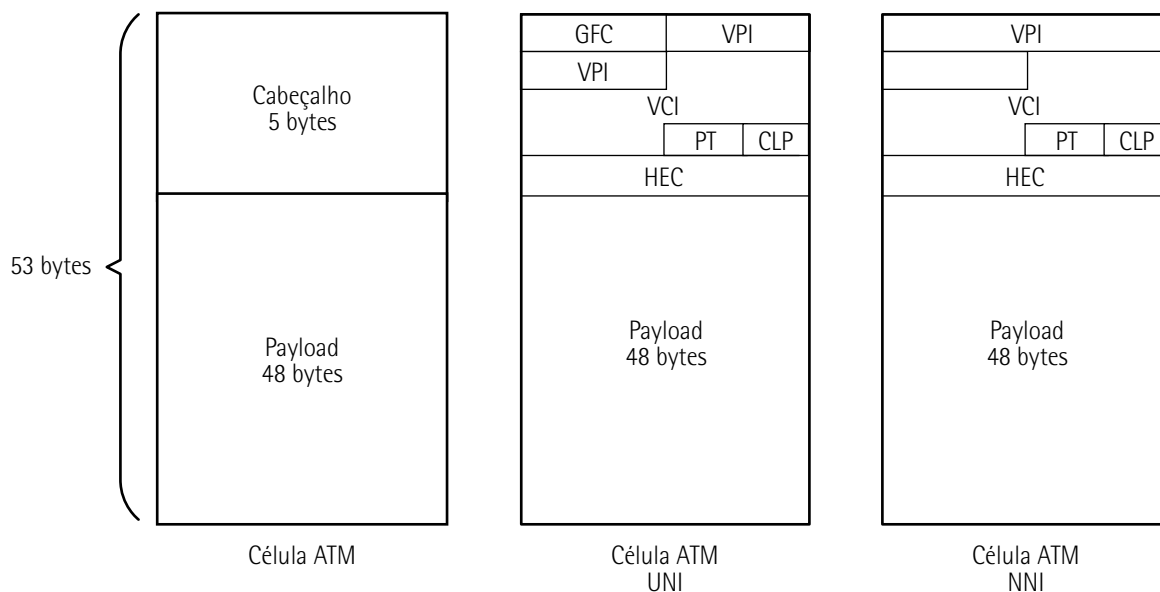 53 bytes
Cabeçalho
5 bytes
Payload
48 bytes
Célula ATM
GFC VPI
VPI
VCI
PT CLP
HEC
Payload
48 bytes
Célula ATM
UNI
VPI
VCI
PT CLP
HEC
Payload
48 bytes
Célula ATM
NNI